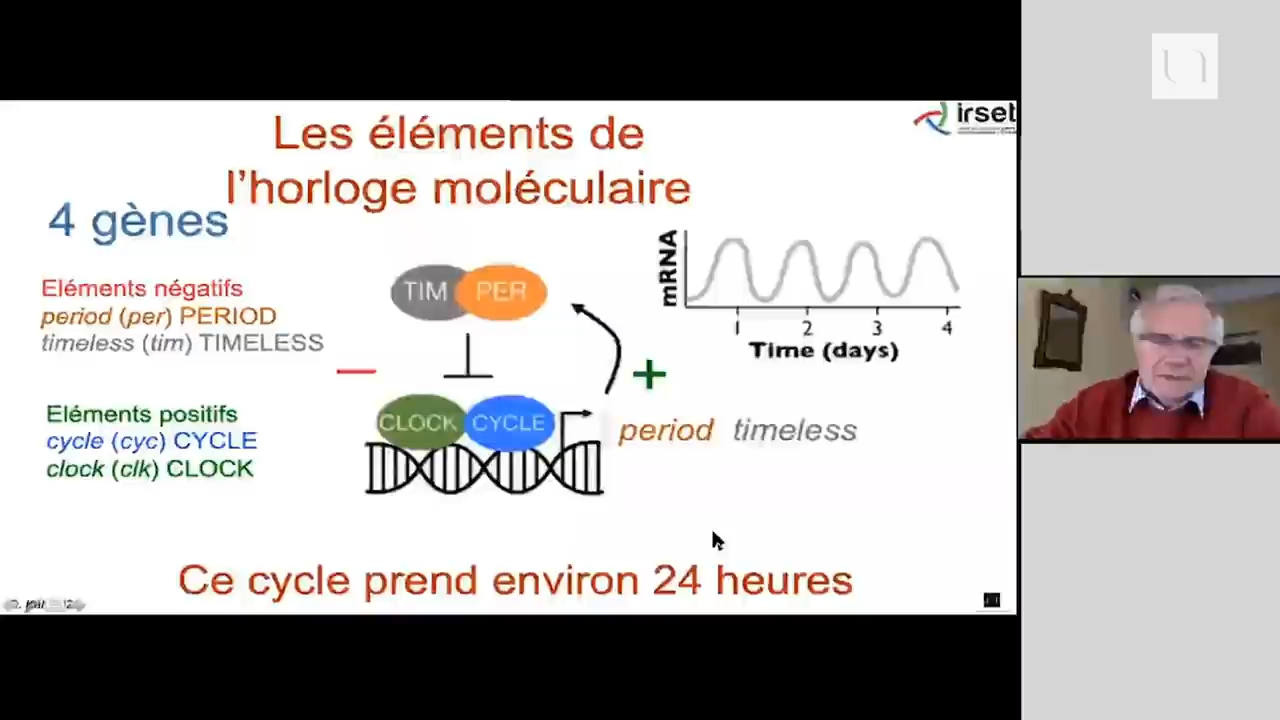 irset
Les éléments de
l'horloge moléculaire
4 gènes
Eléments négatifs
period (per) PERIOD
timeless (tim) TIMELESS
TIM PER
mRNA
1 2 3 4
Time (days)
+
Eléments positifs
cycle (cyc) CYCLE
clock (clk) CLOCK
CLOCK CYCLE
period timeless
Ce cycle prend environ 24 heures